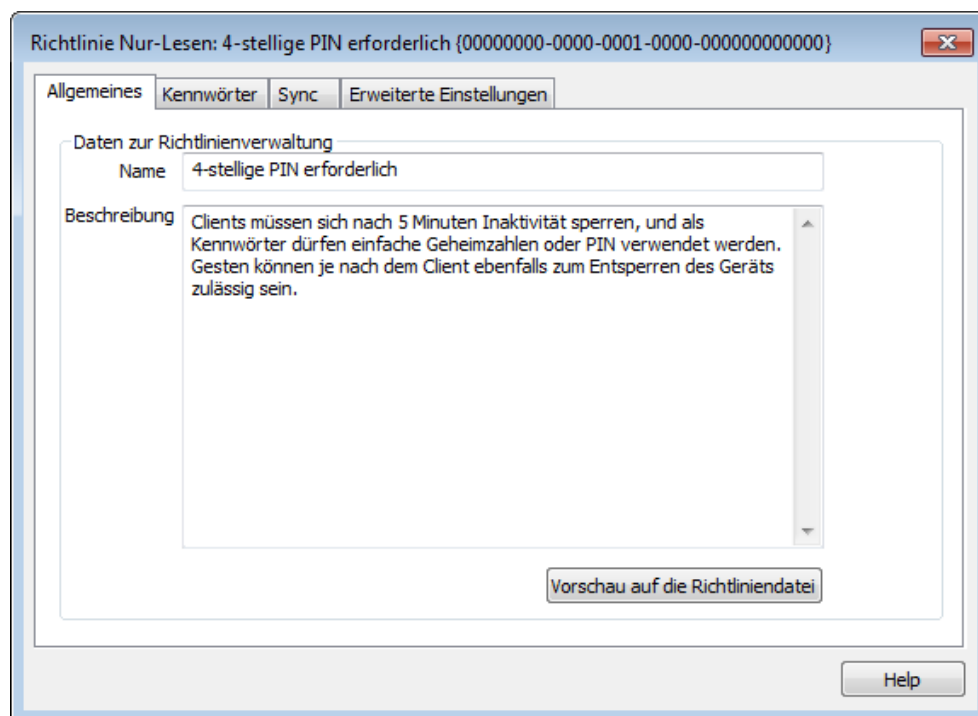 Richtlinie Nur-Lesen: 4-stellige PIN erforderlich {00000000-0000-0001-0000-000000000000}
Allgemeines
Kennwörter
Sync
Erweiterte Einstellungen
Daten zur Richtlinienverwaltung
Name
4-stellige PIN erforderlich
Beschreibung
Clients müssen sich nach 5 Minuten Inaktivität sperren, und als
Kennwörter dürfen einfache Geheimzahlen oder PIN verwendet werden.
Gesten können je nach dem Client ebenfalls zum Entsperren des Geräts
zulässig sein.
Vorschau auf die Richtliniendatei
Help